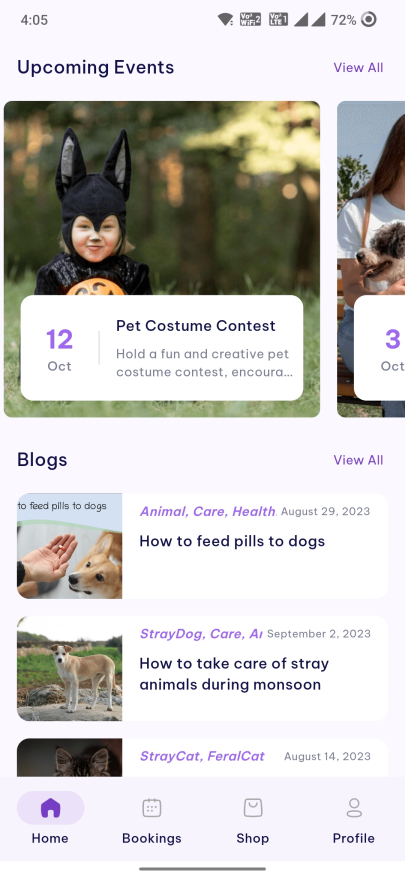 4:05
Vo) WiFi 2
Vo) LTE 1
72%
Upcoming Events
View All
12
Oct
Pet Costume Contest
Hold a fun and creative pet
costume contest, encoura...
3
Oct
Blogs
View All
to feed pills to dogs
Animal, Care, Health
August 29, 2023
How to feed pills to dogs
StrayDog, Care, A
September 2, 2023
How to take care of stray
animals during monsoon
StrayCat, FeralCat
August 14, 2023
Home
Bookings
Shop
Profile